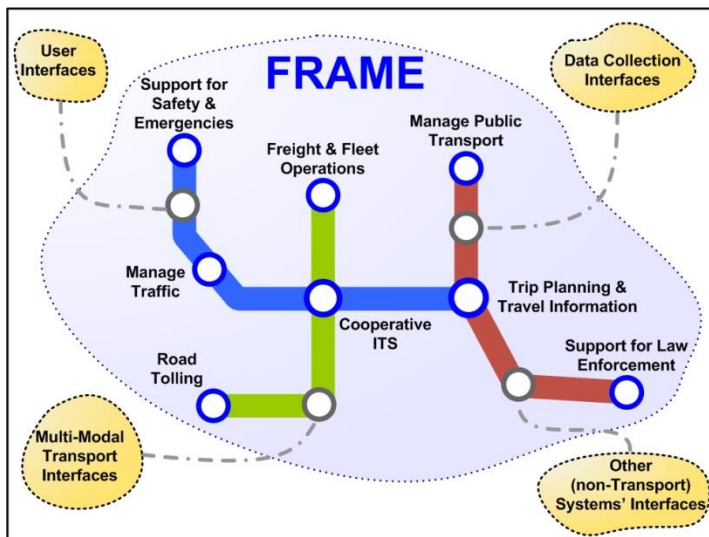 User
Interfaces
Support for
Safety &
Emergencies
FRAME
Data Collection
Interfaces
Freight & Fleet
Operations
Manage Public
Transport
Manage
Traffic
Trip Planning &
Travel Information
Cooperative
ITS
Road
Tolling
Support for Law
Enforcement
Multi-Modal
Transport
Interfaces
Other
(non-Transport)
Systems' Interfaces